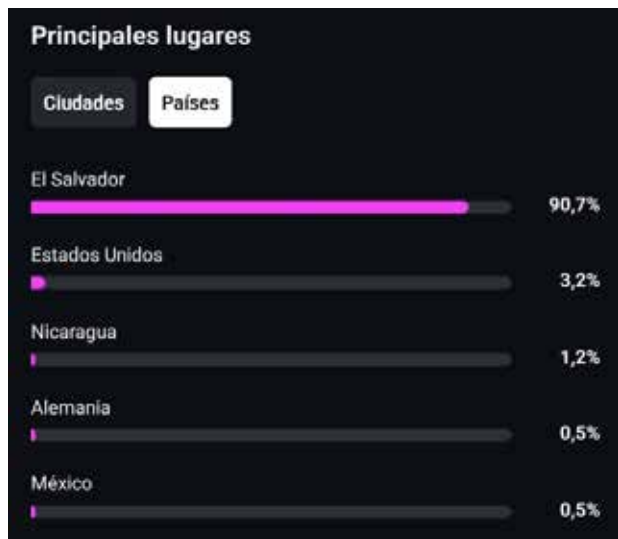 Principales lugares
Ciudades Países
El Salvador
90,7%
Estados Unidos
3,2%
Nicaragua
1,2%
Alemania
0,5%
México
0,5%